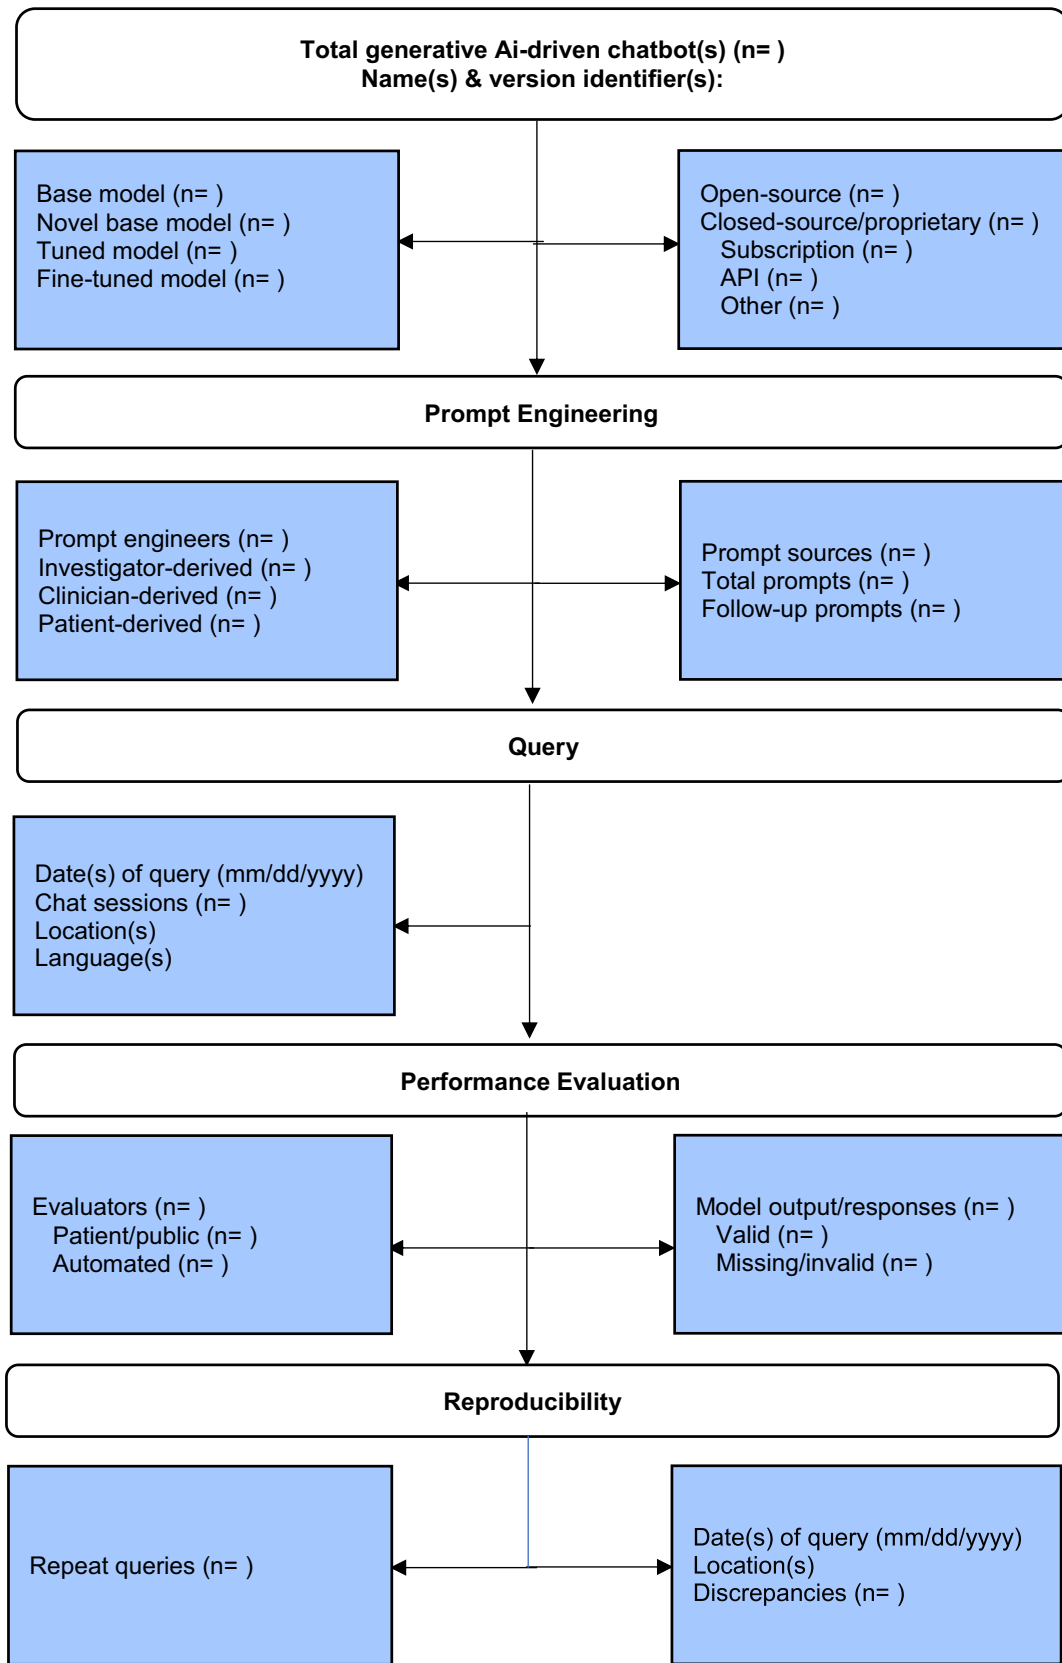 Total generative Ai-driven chatbot(s) (n= )
Name(s) & version identifier(s):
Base model (n= )
Novel base model (n= )
Tuned model (n= )
Fine-tuned model (n= )
Open-source (n= )
Closed-source/proprietary (n= )
Subscription (n= )
API (n= )
Other (n= )
Prompt Engineering
Prompt engineers (n= )
Investigator-derived (n= )
Clinician-derived (n= )
Patient-derived (n= )
Prompt sources (n= )
Total prompts (n= )
Follow-up prompts (n= )
Query
Date(s) of query (mm/dd/yyyy)
Chat sessions (n= )
Location(s)
Language(s)
Performance Evaluation
Evaluators (n= )
Patient/public (n= )
Automated (n= )
Model output/responses (n= )
Valid (n= )
Missing/invalid (n= )
Reproducibility
Repeat queries (n= )
Date(s) of query (mm/dd/yyyy)
Location(s)
Discrepancies (n= )